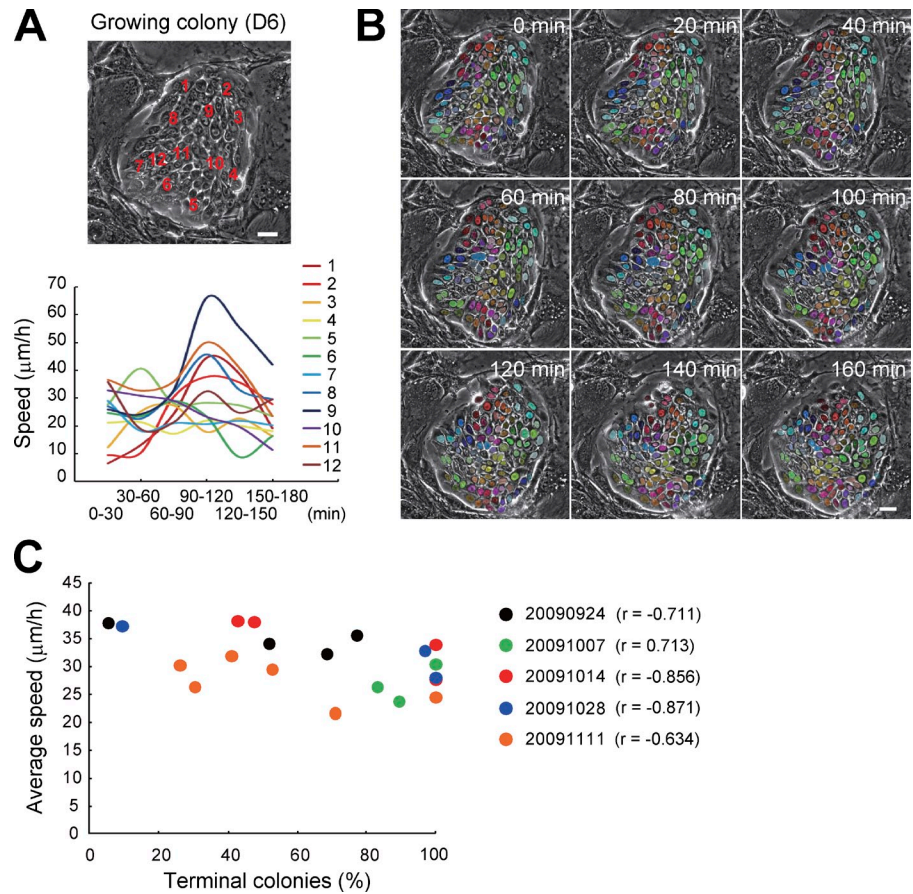 A
Growing colony (D6)
1
2
9
3
8
7
12
11
10
4
6
5
Speed (μm/h)
70
60
50
40
30
20
10
0
30-60
90-120
150-180
0-30
60-90
120-150
(min)
1
2
3
4
5
6
7
8
9
10
11
12
B
0 min
20 min
40 min
60 min
80 min
100 min
120 min
140 min
160 min
C
Average speed (μm/h)
45
40
35
30
25
20
15
10
5
0
0
20
40
60
80
100
Terminal colonies (%)
20090924 (r = -0.711)
20091007 (r = 0.713)
20091014 (r = -0.856)
20091028 (r = -0.871)
20091111 (r = -0.634)